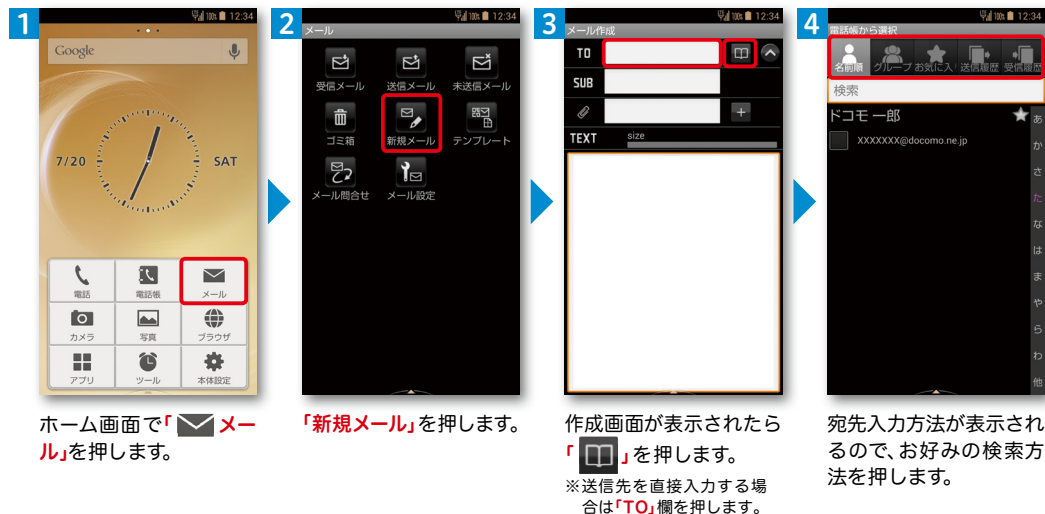 1
100% 12:34
Google
7/20 SAT
電話 電話帳 メール
カメラ 写真 ブラウザ
アプリ ツール 本体設定
ホーム画面で「 メー
ル」を押します。
2
100% 12:34
メール
受信メール 送信メール 未送信メール
ゴミ箱 新規メール テンプレート
メール問合せ メール設定
「新規メール」を押します。
3
100% 12:34
メール作成
TO
SUB
+
TEXT size
作成画面が表示されたら
「 」を押します。
※送信先を直接入力する場
合は「TO」欄を押します。
4
100% 12:34
電話帳から選択
名前順 グループ お気に入 送信履歴 受信履歴
検索
ドコモ 一郎
XXXXXXX@docomo.ne.jp
あ
か
さ
た
な
は
ま
や
ら
わ
他
宛先入力方法が表示され
るので、お好みの検索方
法を押します。